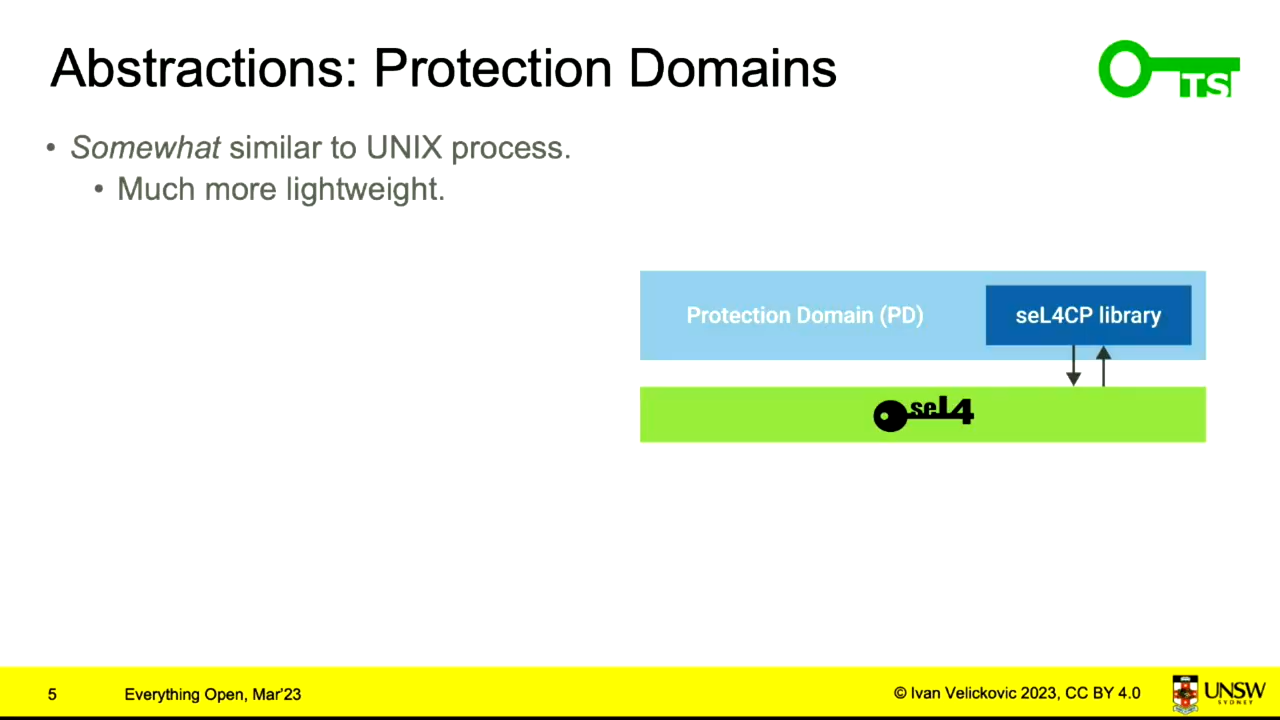 Abstractions: Protection Domains
TS
• Somewhat similar to UNIX process.
• Much more lightweight.
Protection Domain (PD)
seL4CP library
seL4
5
Everything Open, Mar'23
© Ivan Velickovic 2023, CC BY 4.0
UNSW
SYDNEY